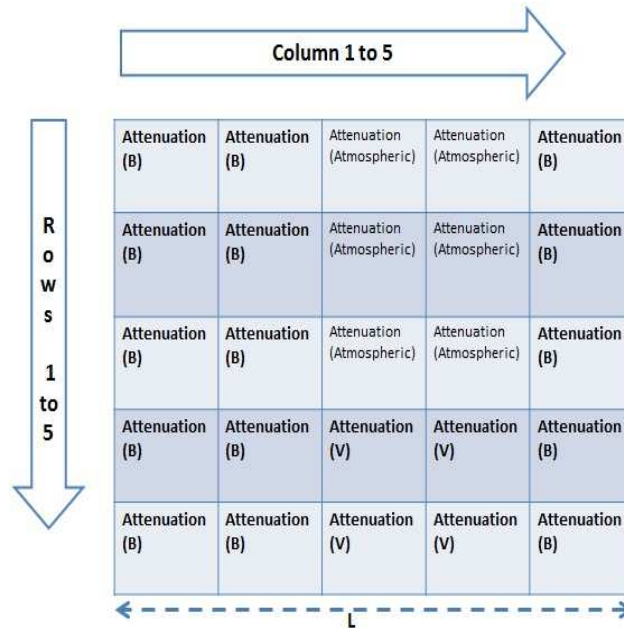 Column 1 to 5
Rows 1 to 5
Attenuation (B) Attenuation (B) Attenuation (Atmospheric) Attenuation (Atmospheric) Attenuation (B)
Attenuation (B) Attenuation (B) Attenuation (Atmospheric) Attenuation (Atmospheric) Attenuation (B)
Attenuation (B) Attenuation (B) Attenuation (Atmospheric) Attenuation (Atmospheric) Attenuation (B)
Attenuation (B) Attenuation (B) Attenuation (V) Attenuation (V) Attenuation (B)
Attenuation (B) Attenuation (B) Attenuation (V) Attenuation (V) Attenuation (B)
L